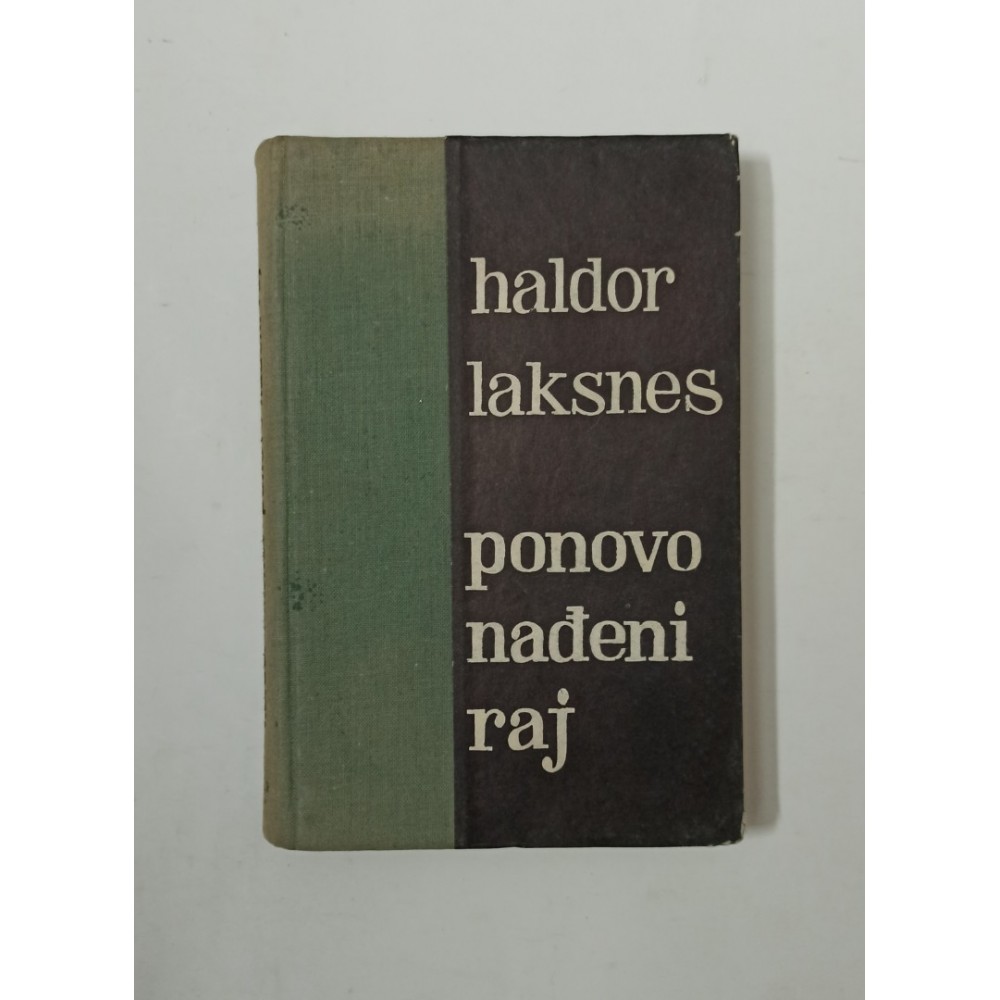 haldor
laksnes
ponovo
nađeni
raj